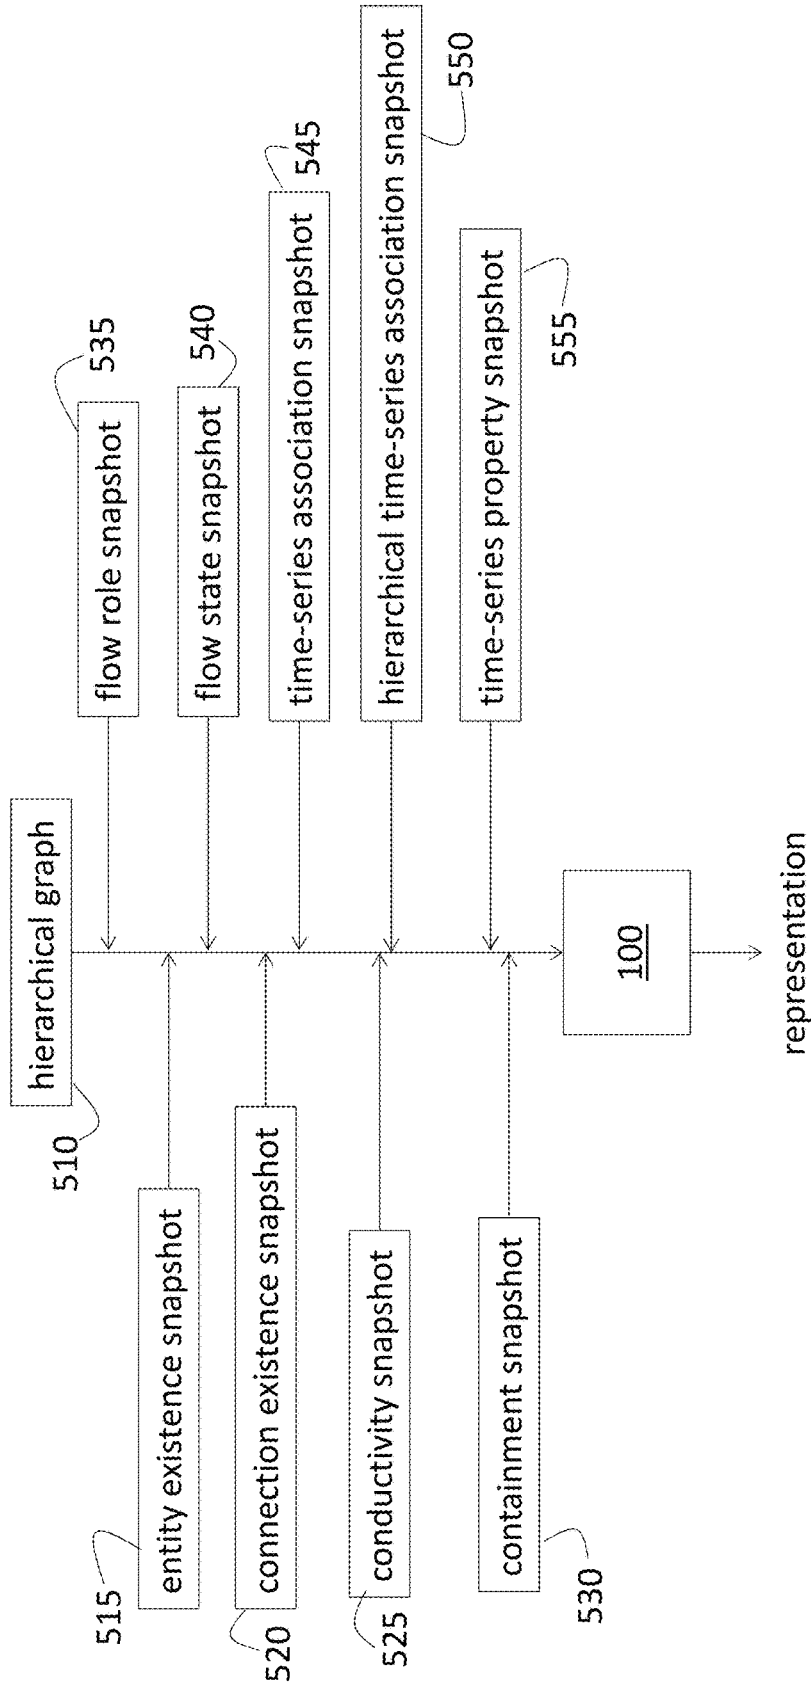 hierarchical graph
510
flow role snapshot
535
entity existence snapshot
515
flow state snapshot
540
connection existence snapshot
520
time-series association snapshot
545
conductivity snapshot
525
hierarchical time-series association snapshot
550
containment snapshot
530
time-series property snapshot
555
100
representation